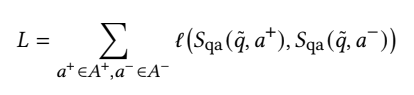 L = ∑ ℓ(S_qa(q̃, a⁺), S_qa(q̃, a⁻))
a⁺∈A⁺,a⁻∈A⁻